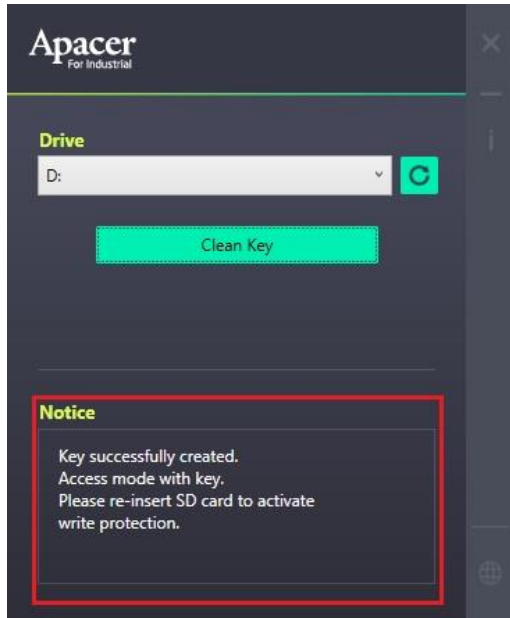 Apacer
For Industrial
Drive
D:
Clean Key
Notice
Key successfully created.
Access mode with key.
Please re-insert SD card to activate
write protection.